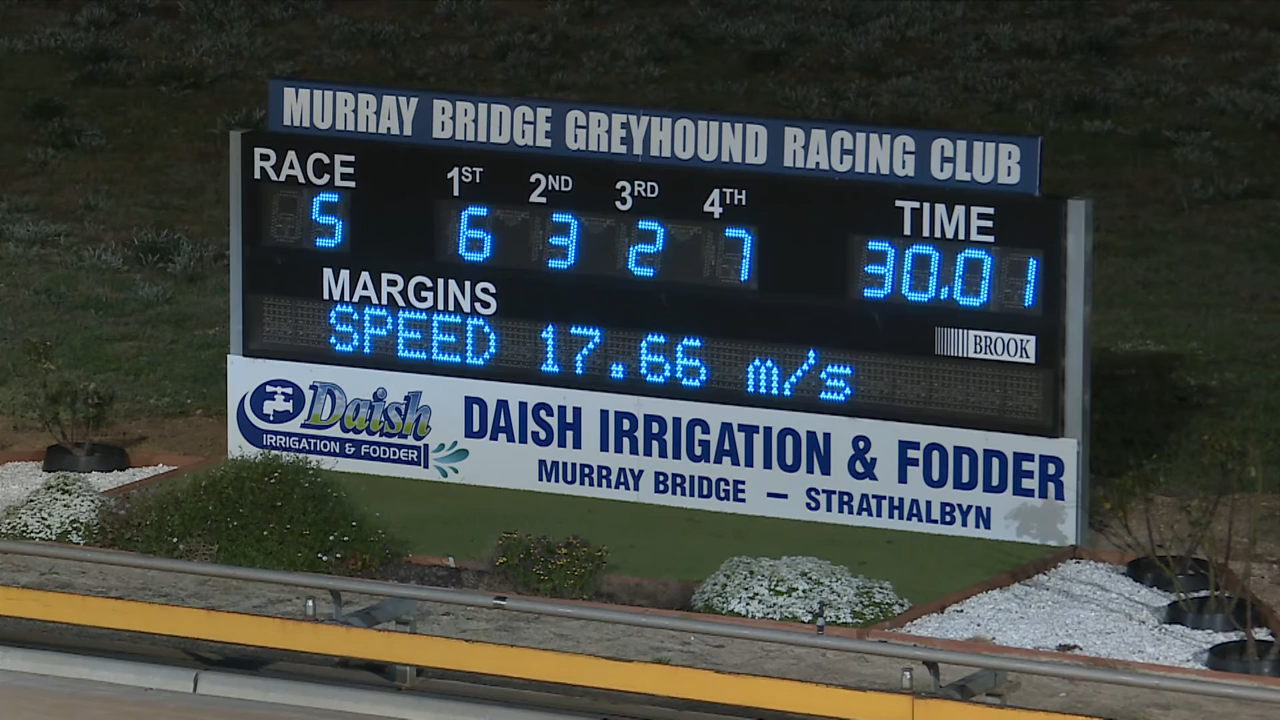 MURRAY BRIDGE GREYHOUND RACING CLUB
RACE 1ST 2ND 3RD 4TH TIME
5 6 3 2 7 30.01
MARGINS
SPEED 17.66 m/s
BROOK
Daish
IRRIGATION & FODDER
DAISH IRRIGATION & FODDER
MURRAY BRIDGE – STRATHALBYN